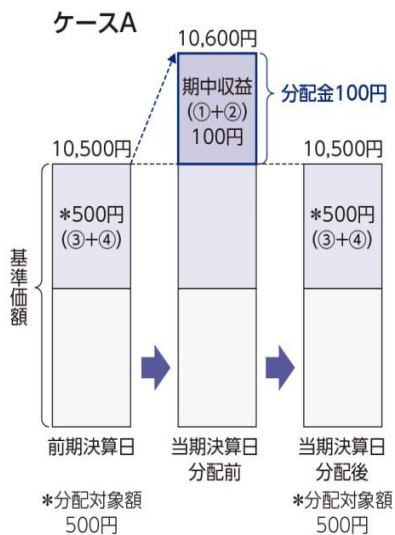 ケースA
10,600円
期中収益
(①+②)
100円
分配金100円
10,500円
10,500円
*500円
(③+④)
*500円
(③+④)
基準価額
前期決算日
当期決算日
分配前
当期決算日
分配後
*分配対象額
500円
*分配対象額
500円